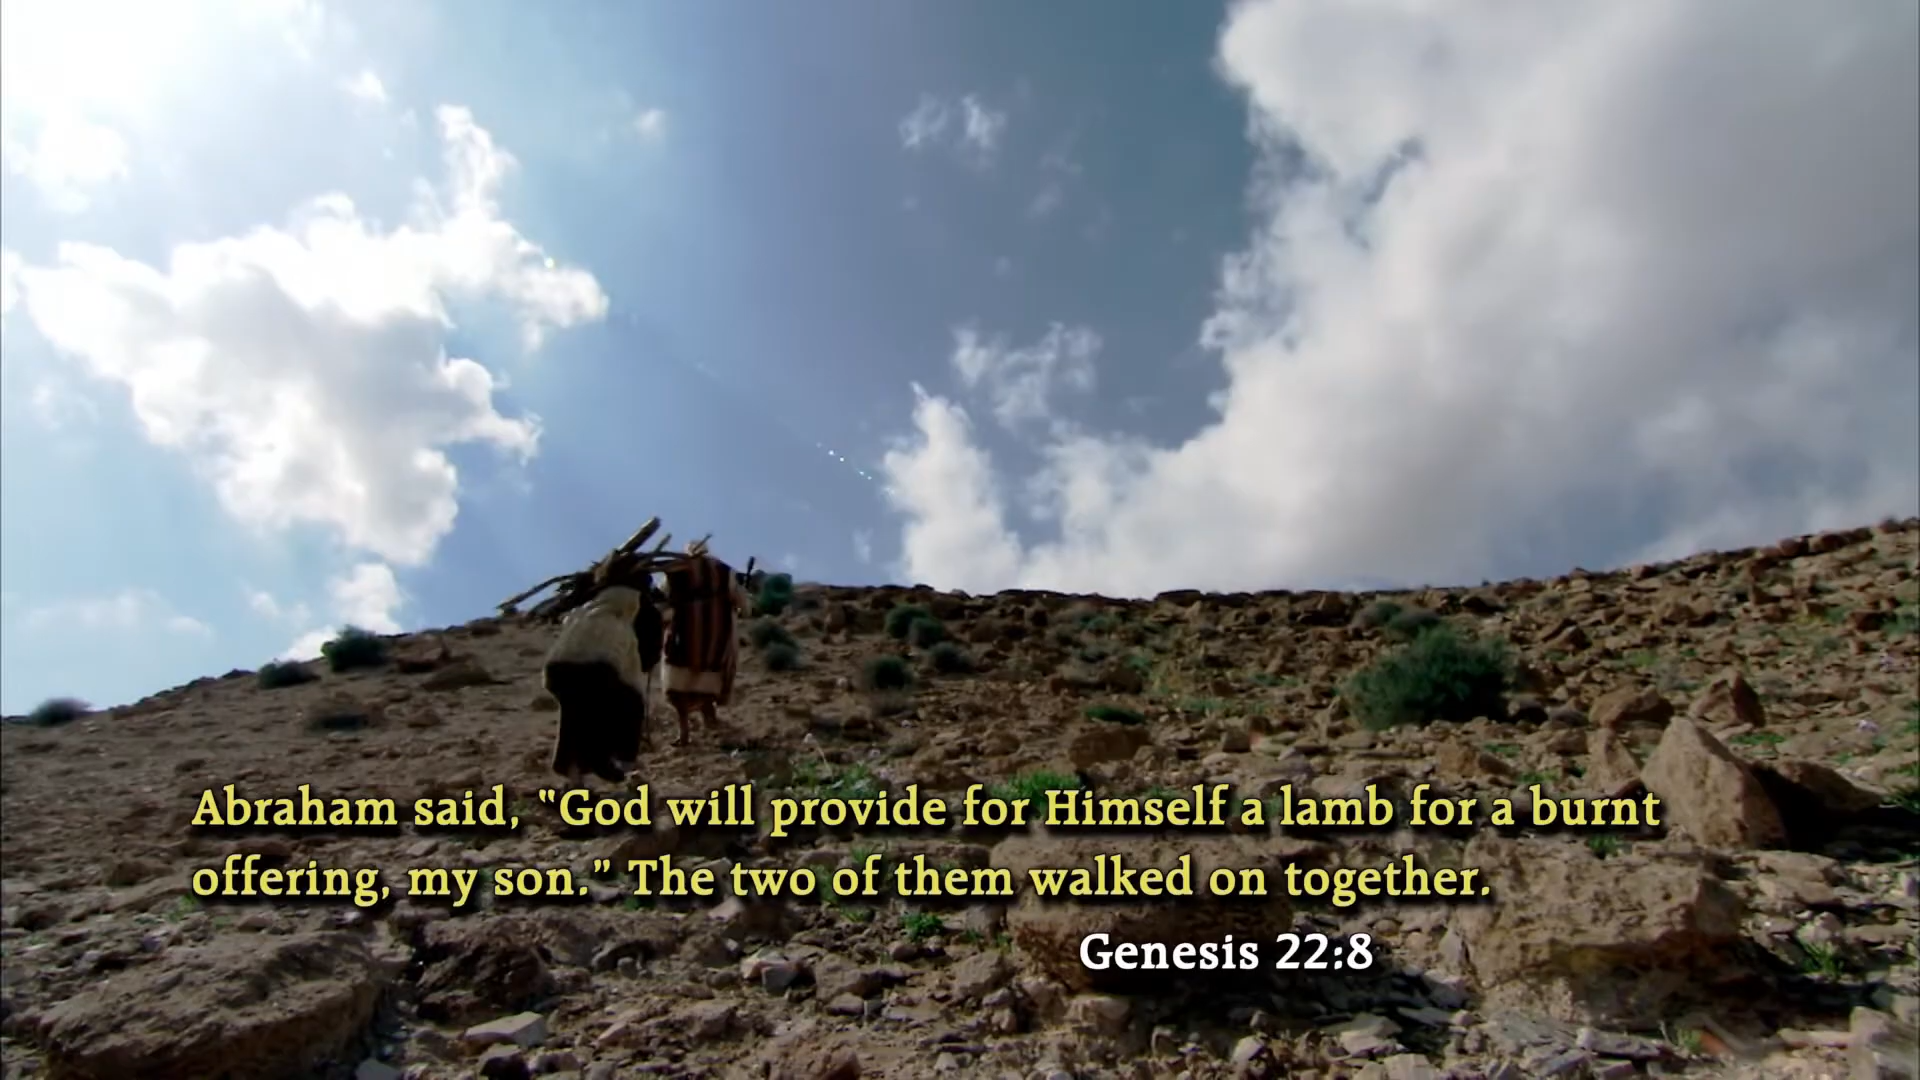 Abraham said, "God will provide for Himself a lamb for a burnt
offering, my son.” The two of them walked on together.
Genesis 22:8